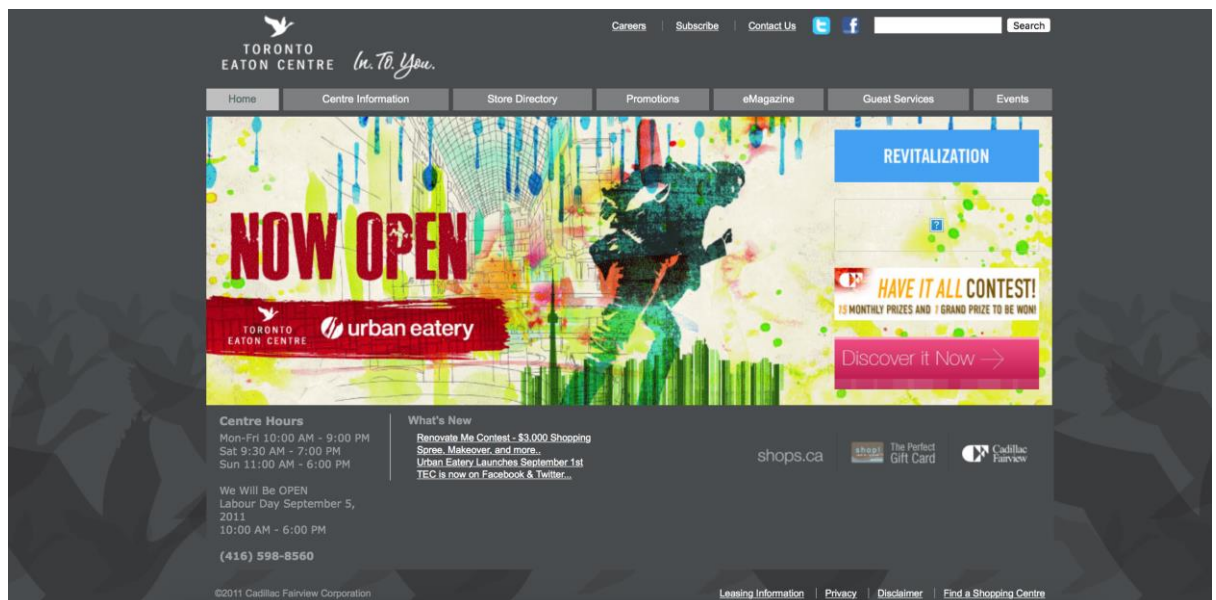 Careers
Subscribe
Contact Us
Search
TORONTO
EATON CENTRE
In. TO. You.
Home
Centre Information
Store Directory
Promotions
eMagazine
Guest Services
Events
NOW OPEN
TORONTO
EATON CENTRE
urban eatery
REVITALIZATION
?
HAVE IT ALL CONTEST!
15 MONTHLY PRIZES AND 1 GRAND PRIZE TO BE WON!
Discover it Now
Centre Hours
Mon-Fri 10:00 AM - 9:00 PM
Sat 9:30 AM - 7:00 PM
Sun 11:00 AM - 6:00 PM
We Will Be OPEN
Labour Day September 5,
2011
10:00 AM - 6:00 PM
(416) 598-8560
What's New
Renovate Me Contest - $3,000 Shopping
Spree, Makeover, and more..
Urban Eatery Launches September 1st
TEC is now on Facebook & Twitter...
shops.ca
shop!
The Perfect
Gift Card
Cadillac
Fairview
©2011 Cadillac Fairview Corporation
Leasing Information
Privacy
Disclaimer
Find a Shopping Centre